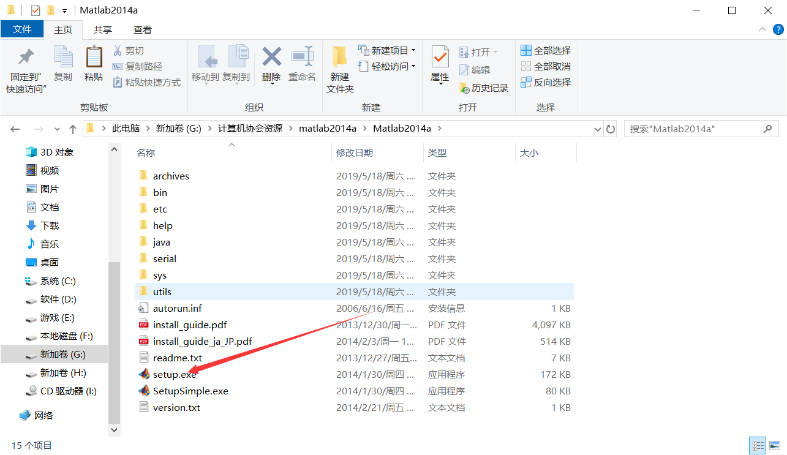 Matlab2014a
文件 主页 共享 查看
固定到"快速访问"
复制
粘贴
剪切
复制路径
粘贴快捷方式
剪贴板
移动到 复制到 删除 重命名
组织
新建文件夹
新建项目
轻松访问
新建
属性
打开
编辑
历史记录
打开
全部选择
全部取消
反向选择
选择
此电脑 > 新加卷 (G:) > 计算机协会资源 > matlab2014a > Matlab2014a >
搜索"Matlab2014a"
3D 对象
视频
图片
文档
下载
音乐
桌面
系统 (C:)
软件 (D:)
游戏 (E:)
本地磁盘 (F:)
新加卷 (G:)
新加卷 (H:)
CD 驱动器 (I:)
网络
名称 修改日期 类型 大小
archives 2019/5/18/周六 ... 文件夹
bin 2019/5/18/周六 ... 文件夹
etc 2019/5/18/周六 ... 文件夹
help 2019/5/18/周六 ... 文件夹
java 2019/5/18/周六 ... 文件夹
serial 2019/5/18/周六 ... 文件夹
sys 2019/5/18/周六 ... 文件夹
utils 2019/5/18/周六 ... 文件夹
autorun.inf 2006/6/16/周五 ... 安装信息 1 KB
install_guide.pdf 2013/12/30/周一... PDF 文件 4,097 KB
install_guide_ja_JP.pdf 2014/2/3/周一 1... PDF 文件 514 KB
readme.txt 2013/12/27/周五... 文本文档 7 KB
setup.exe 2014/1/30/周四 ... 应用程序 172 KB
SetupSimple.exe 2014/1/30/周四 ... 应用程序 80 KB
version.txt 2014/2/21/周五 ... 文本文档 1 KB
15 个项目